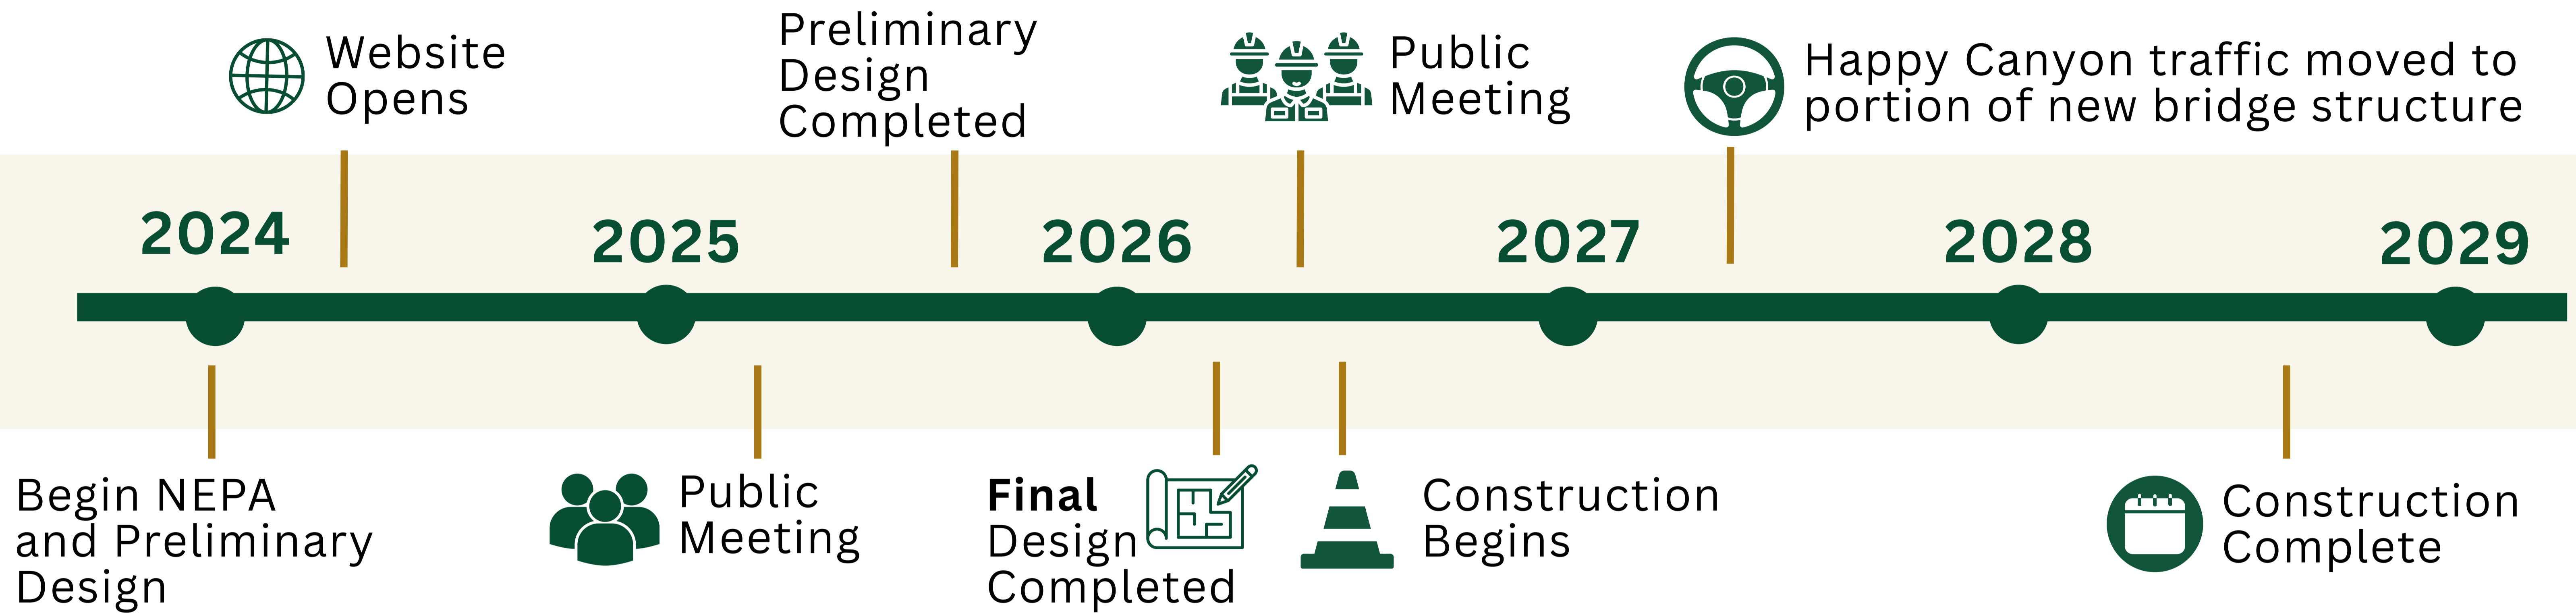 Website
Opens
Preliminary
Design
Completed
Public
Meeting
Happy Canyon traffic moved to
portion of new bridge structure
2024
2025
2026
2027
2028
2029
Begin NEPA
and Preliminary
Design
Public
Meeting
Final
Design
Completed
Construction
Begins
Construction
Complete